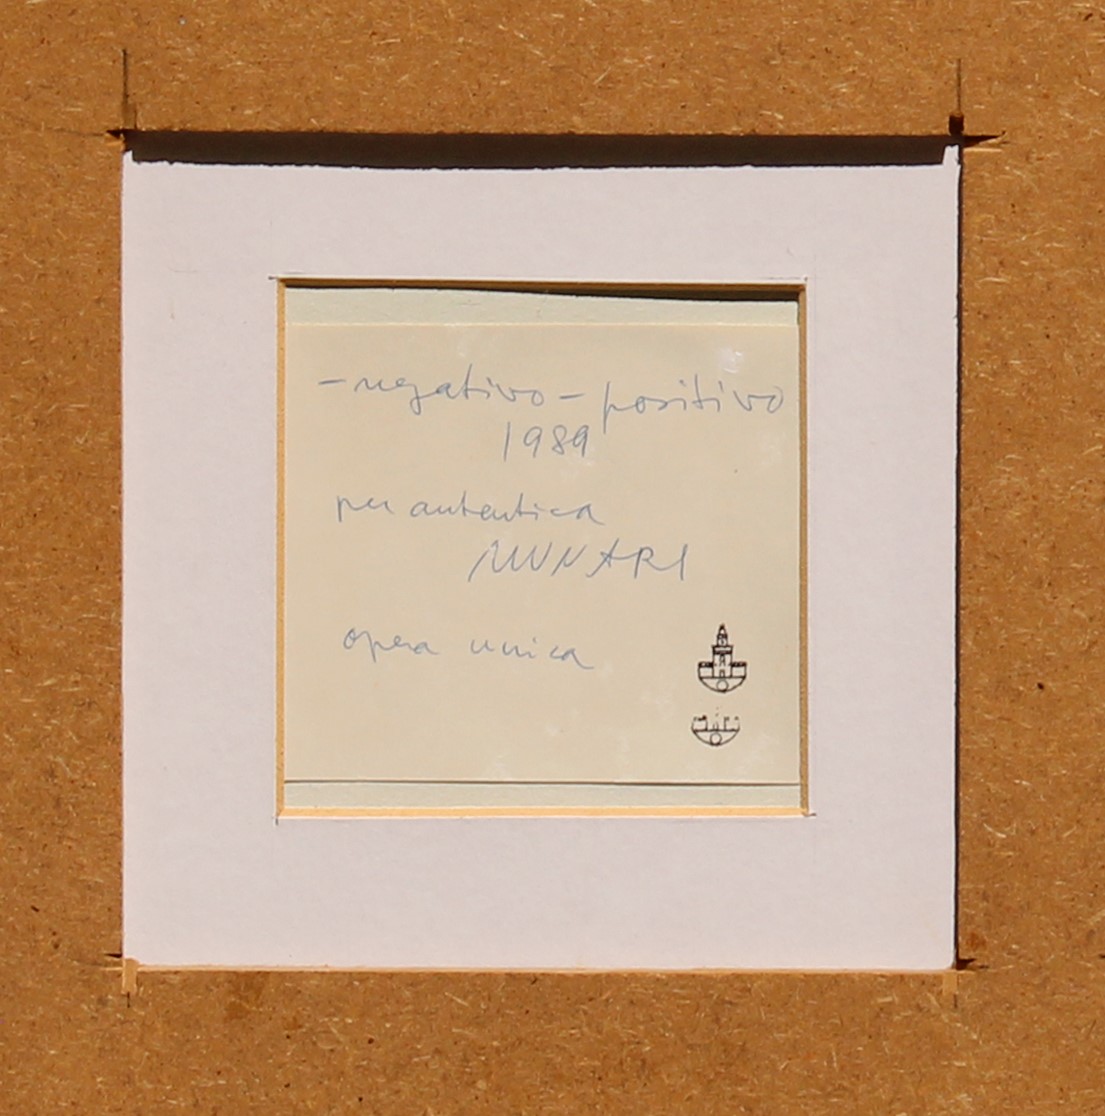 - negativo - positivo
1989
per autentica
MUNARI
opera unica